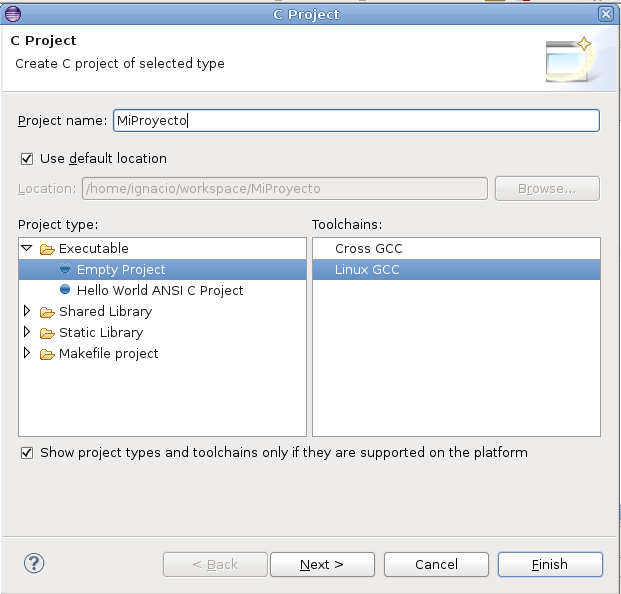 C Project
C Project
Create C project of selected type
Project name: MiProyecto
Use default location
Location: /home/ignacio/workspace/MiProyecto Browse...
Project type: Toolchains:
Executable Cross GCC
Empty Project Linux GCC
Hello World ANSI C Project
Shared Library
Static Library
Makefile project
Show project types and toolchains only if they are supported on the platform
? < Back Next > Cancel Finish